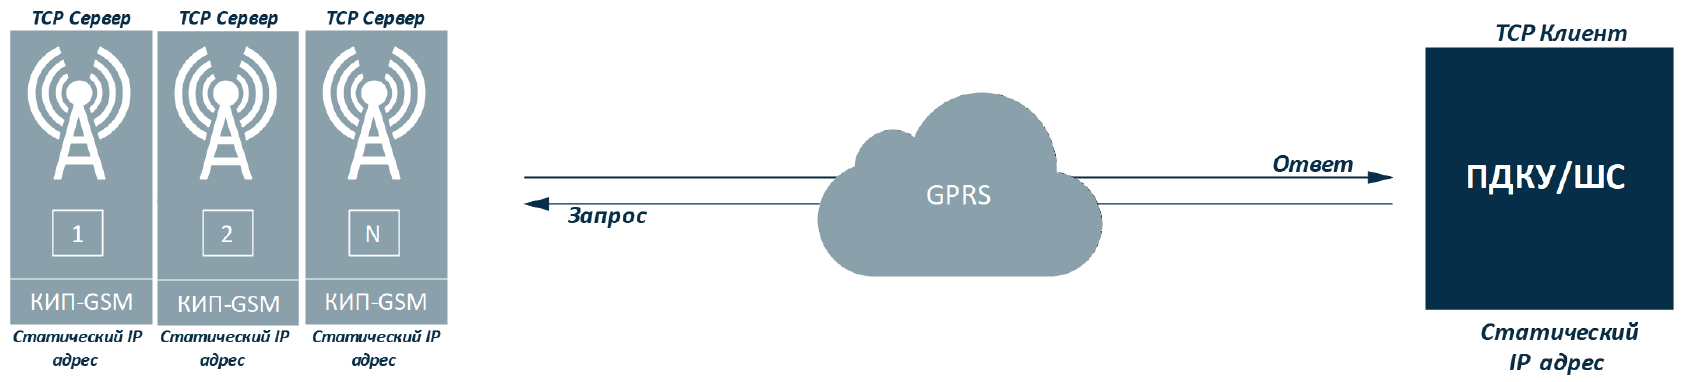 TCP Сервер
TCP Сервер
TCP Сервер
1
2
N
КИП-GSM
КИП-GSM
КИП-GSM
Статический IP
адрес
Статический IP
адрес
Статический IP
адрес
GPRS
Ответ
Запрос
TCP Клиент
ПДКУ/ШС
Статический
IP адрес